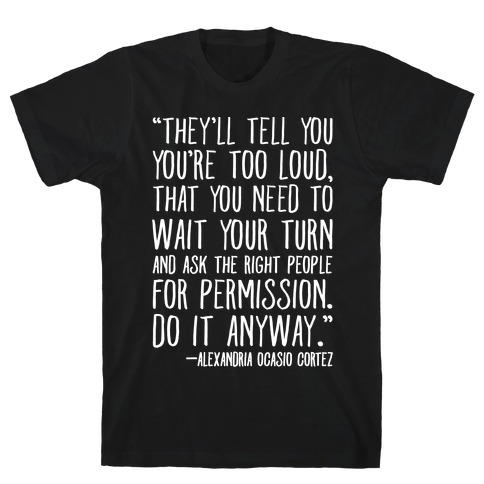 “THEY’LL TELL YOU
YOU’RE TOO LOUD,
THAT YOU NEED TO
WAIT YOUR TURN
AND ASK THE RIGHT PEOPLE
FOR PERMISSION.
DO IT ANYWAY.”
—ALEXANDRIA OCASIO CORTEZ